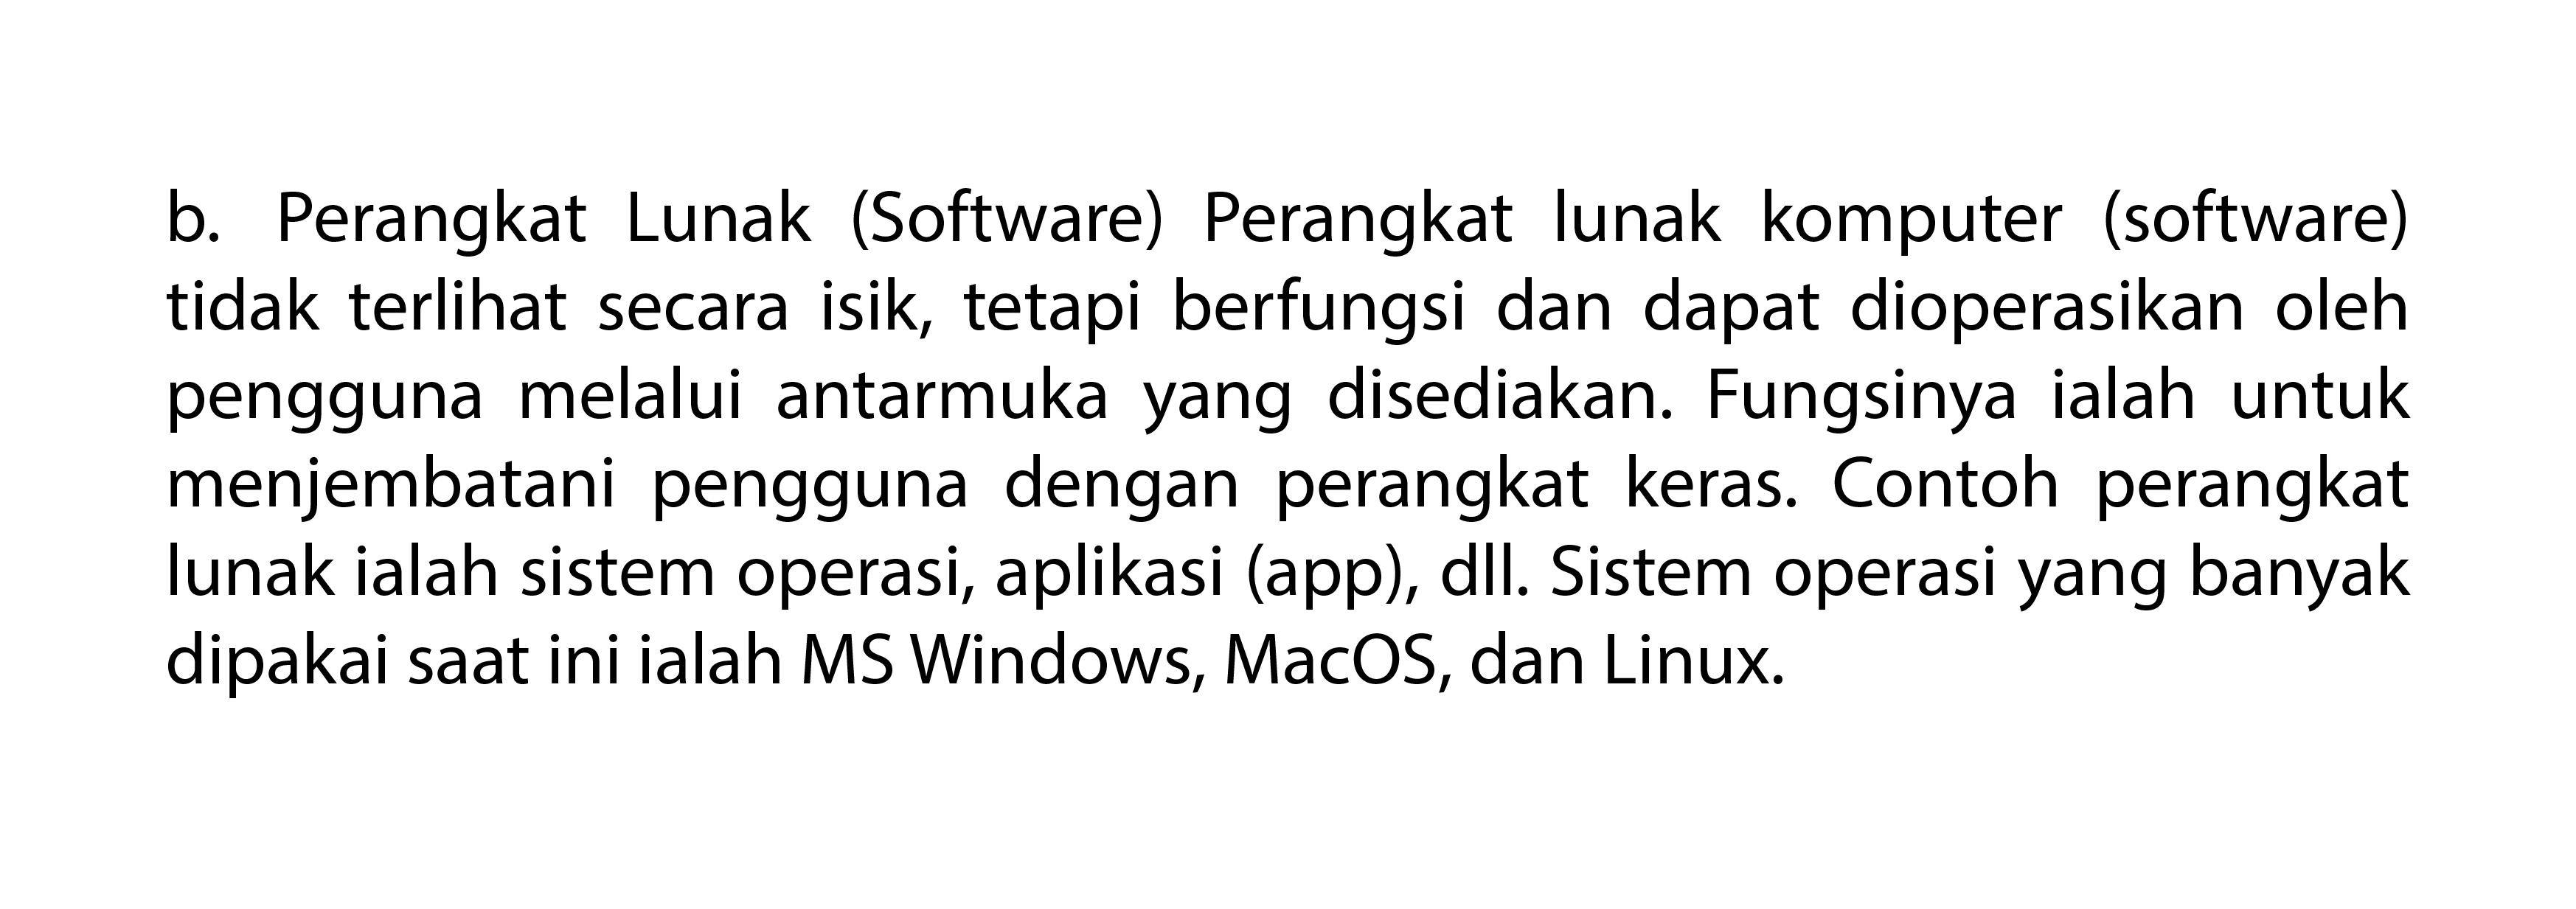 b. Perangkat Lunak (Software) Perangkat lunak komputer (software)
tidak terlihat secara isik, tetapi berfungsi dan dapat dioperasikan oleh
pengguna melalui antarmuka yang disediakan. Fungsinya ialah untuk
menjembatani pengguna dengan perangkat keras. Contoh perangkat
lunak ialah sistem operasi, aplikasi (app), dll. Sistem operasi yang banyak
dipakai saat ini ialah MS Windows, MacOS, dan Linux.